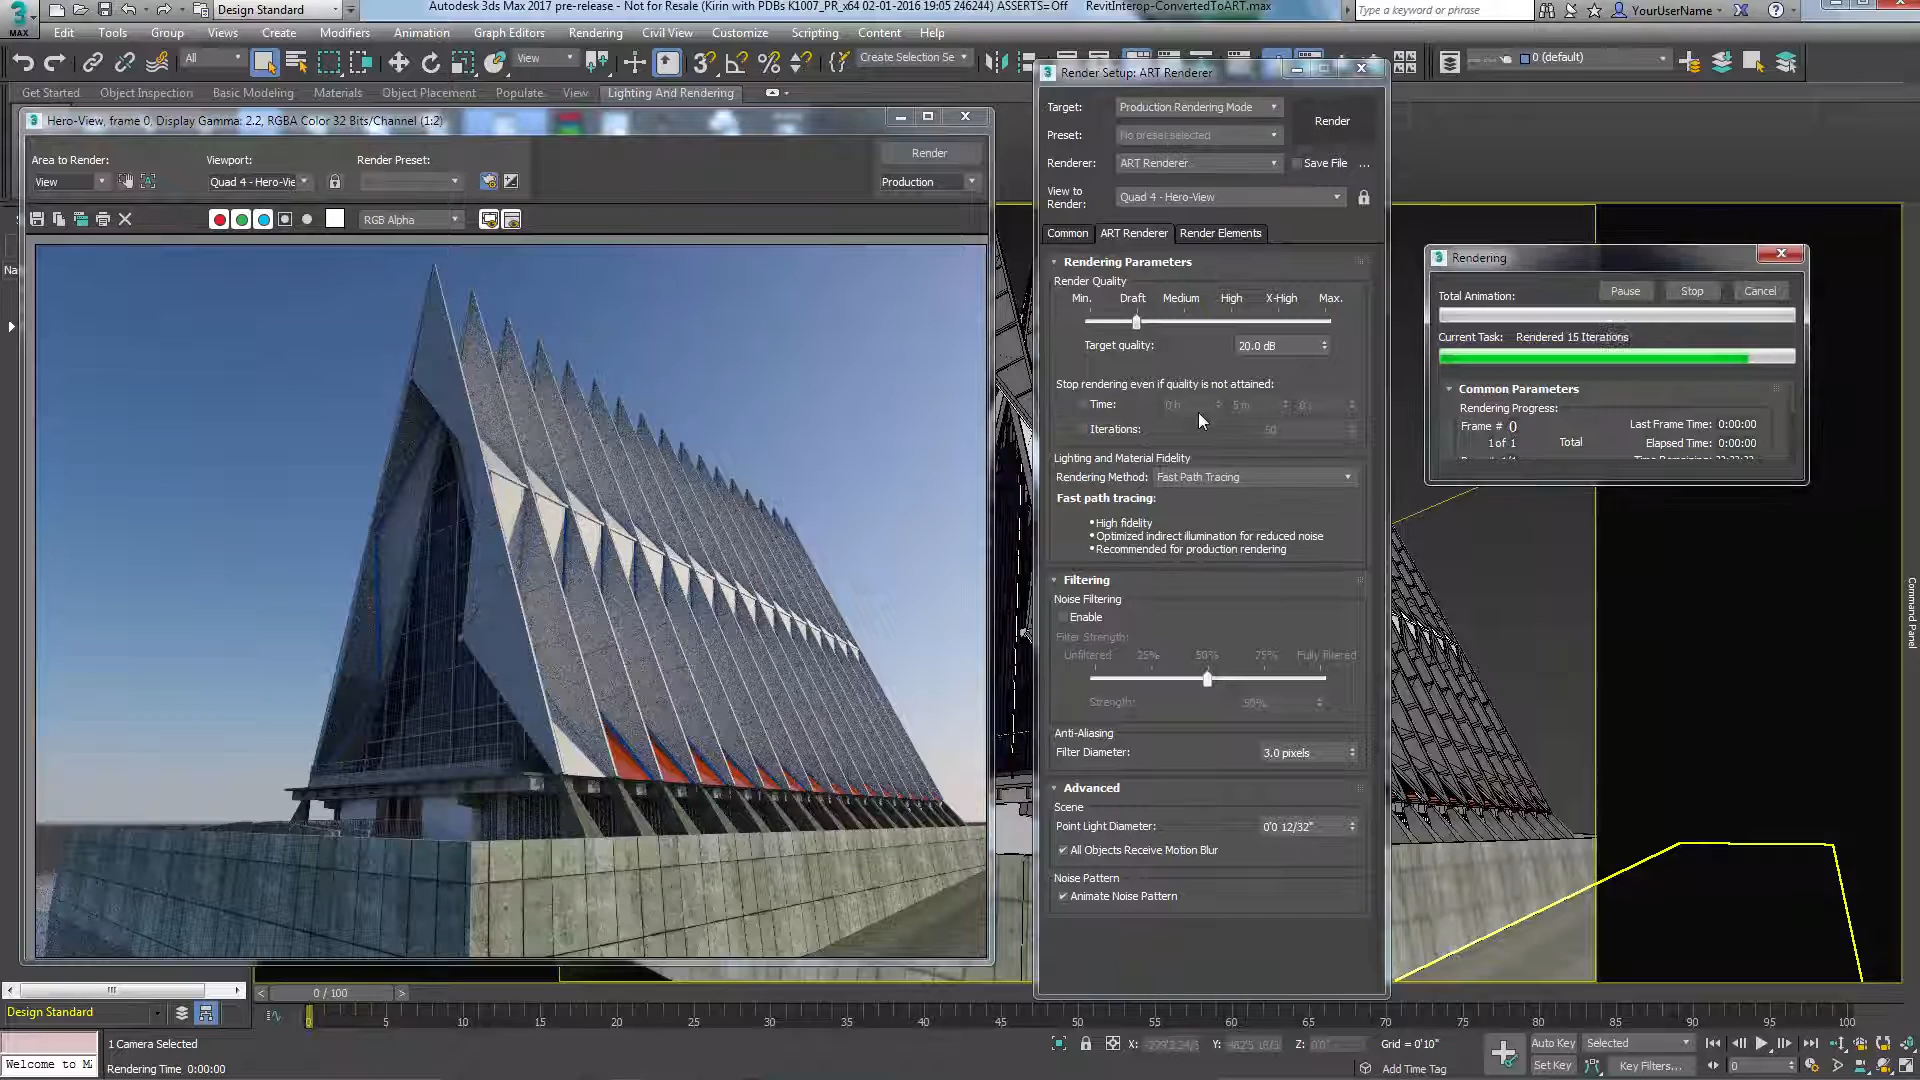 Design Standard
Autodesk 3ds Max 2017 pre-release - Not for Resale (Kirin with PDBs K1007_PR_x64 02-01-2016 19:05 246244) ASSERTS=Off RevitInterop-ConvertedToART.max
Type a keyword or phrase
YourUserName
MAX
Edit Tools Group Views Create Modifiers Animation Graph Editors Rendering Civil View Customize Scripting Content Help
All
View
Create Selection Se
0 (default)
Get Started Object Inspection Basic Modeling Materials Object Placement Populate View Lighting And Rendering
Hero-View, frame 0, Display Gamma: 2.2, RGBA Color 32 Bits/Channel (1:2)
Area to Render:
View
Viewport:
Quad 4 - Hero-Vie
Render Preset:
Render
Production
RGB Alpha
Na
Render Setup: ART Renderer
Target: Production Rendering Mode
Preset: No preset selected
Renderer: ART Renderer
Render
Save File ...
View to Render: Quad 4 - Hero-View
Common ART Renderer Render Elements
Rendering Parameters
Render Quality
Min. Draft Medium High X-High Max.
Target quality: 20.0 dB
Stop rendering even if quality is not attained:
Time: 0 h 5 m 0 s
Iterations: 50
Lighting and Material Fidelity
Rendering Method: Fast Path Tracing
Fast path tracing:
• High fidelity
• Optimized indirect illumination for reduced noise
• Recommended for production rendering
Filtering
Noise Filtering
Enable
Filter Strength:
Unfiltered 25% 50% 75% Fully Filtered
Strength: 50%
Anti-Aliasing
Filter Diameter: 3.0 pixels
Advanced
Scene
Point Light Diameter: 0'0 12/32"
All Objects Receive Motion Blur
Noise Pattern
Animate Noise Pattern
Rendering
Total Animation: Pause Stop Cancel
Current Task: Rendered 15 Iterations
Common Parameters
Rendering Progress:
Frame # 0
1 of 1 Total
Last Frame Time: 0:00:00
Elapsed Time: 0:00:00
Command Panel
0 / 100
Design Standard
0 5 10 15 20 25 30 35 40 45 50 55 60 65 70 75 80 85 90 95 100
1 Camera Selected
Welcome to M
Rendering Time 0:00:00
X: Y: Z:
Grid = 0'10"
Add Time Tag
Auto Key Selected
Set Key Key Filters...
0